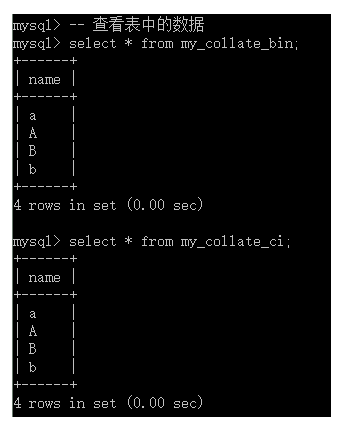 mysql> -- 查看表中的数据
mysql> select * from my_collate_bin;
+------+
| name |
+------+
| a    |
| A    |
| B    |
| b    |
+------+
4 rows in set (0.00 sec)

mysql> select * from my_collate_ci;
+------+
| name |
+------+
| a    |
| A    |
| B    |
| b    |
+------+
4 rows in set (0.00 sec)